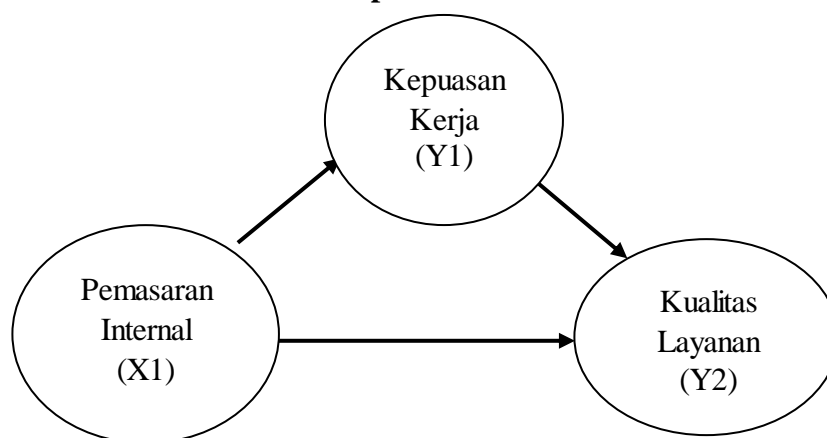 Kepuasan
Kerja
(Y1)
Pemasaran
Internal
(X1)
Kualitas
Layanan
(Y2)